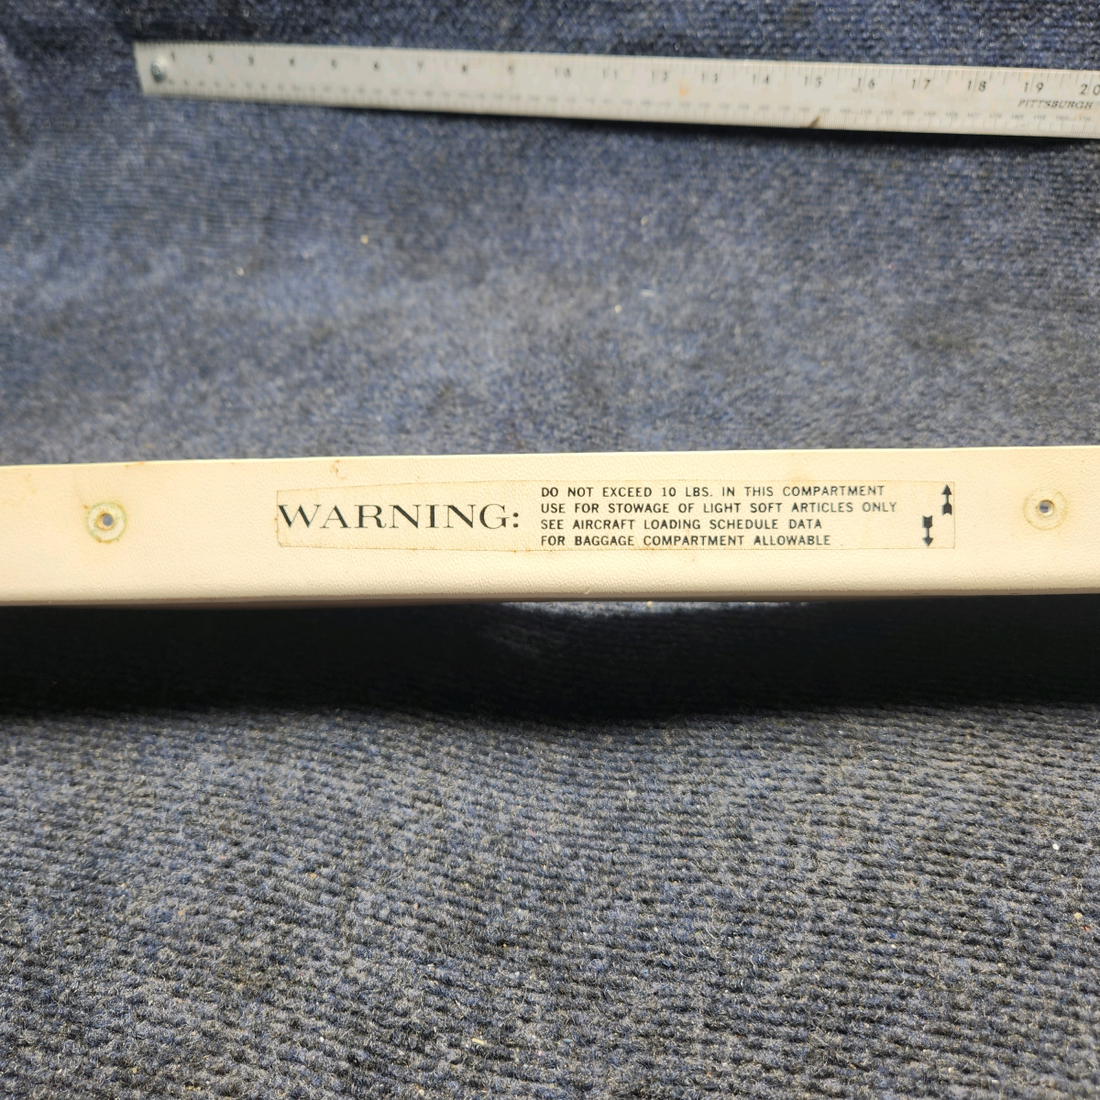 1 2 3 4 5 6 7 8 9 10 11 12 13 14 15 16 17 18 19 20
PITTSBURGH
WARNING:
DO NOT EXCEED 10 LBS. IN THIS COMPARTMENT
USE FOR STOWAGE OF LIGHT SOFT ARTICLES ONLY
SEE AIRCRAFT LOADING SCHEDULE DATA
FOR BAGGAGE COMPARTMENT ALLOWABLE